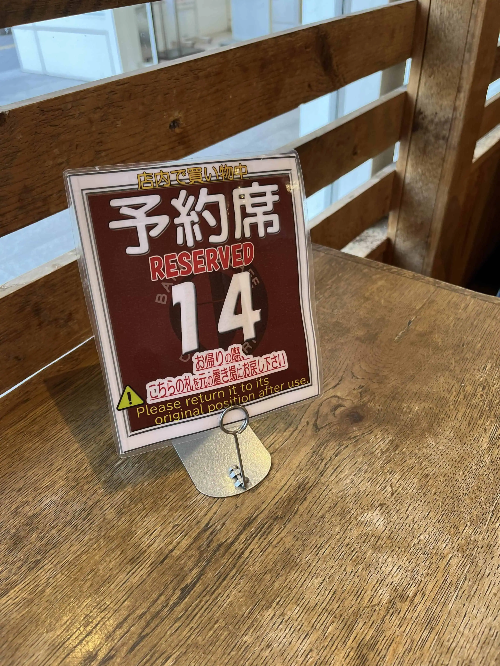 店内で買い物中
予約席
RESERVED
14
お帰りの際、
こちらの札を元の置き場にお戻し下さい
Please return it to its
original position after use.